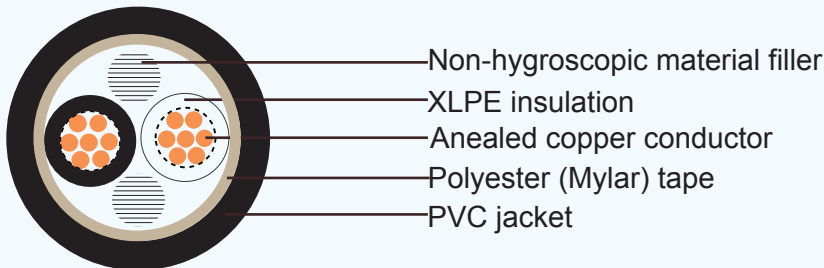 Non-hygroscopic material filler
XLPE insulation
Anealed copper conductor
Polyester (Mylar) tape
PVC jacket